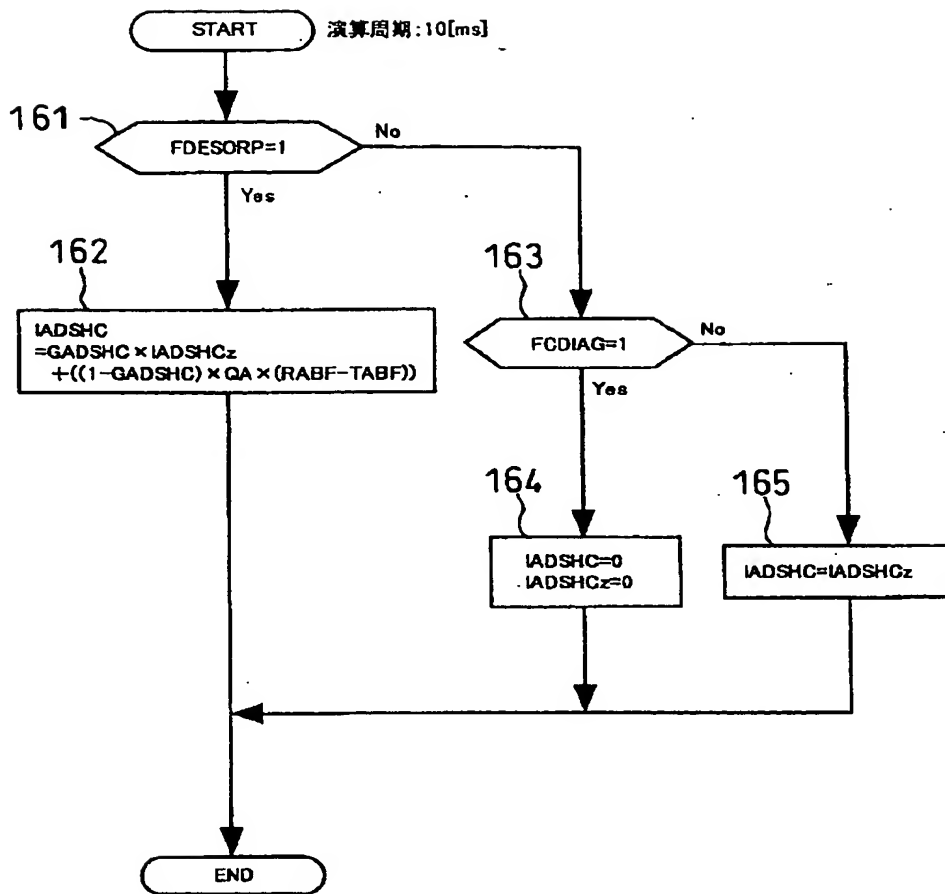 START
演算周期:10[ms]
161
FDESORP=1
No
Yes
162
IADSHC
=GADSHC×IADSHCz
+((1-GADSHC)×QA×(RABF-TABF))
163
FCDIAG=1
No
Yes
164
IADSHC=0
IADSHCz=0
165
IADSHC=IADSHCz
END